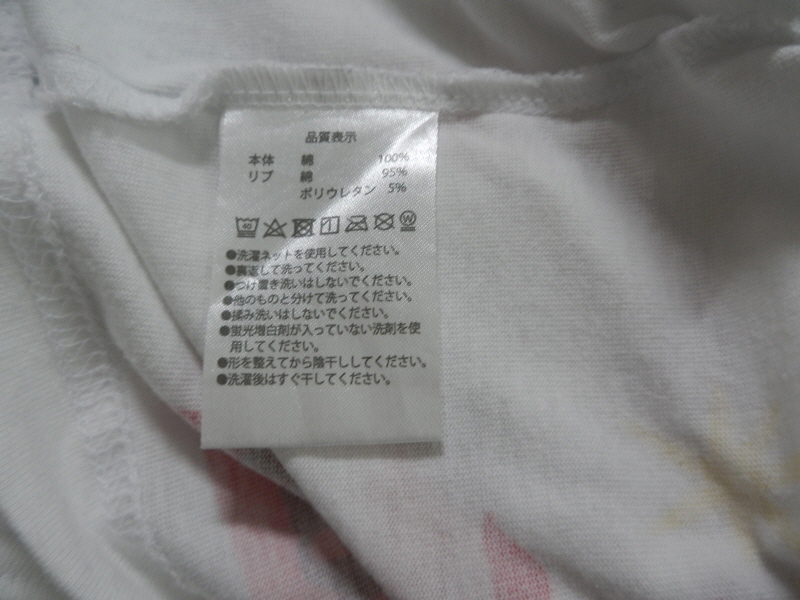 品質表示
本体 綿 100%
リブ 綿 95%
ポリウレタン 5%
40 W
●洗濯ネットを使用してください。
●裏返して洗ってください。
●つけ置き洗いはしないでください。
●他のものと分けて洗ってください。
●揉み洗いはしないでください。
●蛍光増白剤が入っていない洗剤を使
用してください。
●形を整えてから陰干ししてください。
●洗濯後はすぐ干してください。